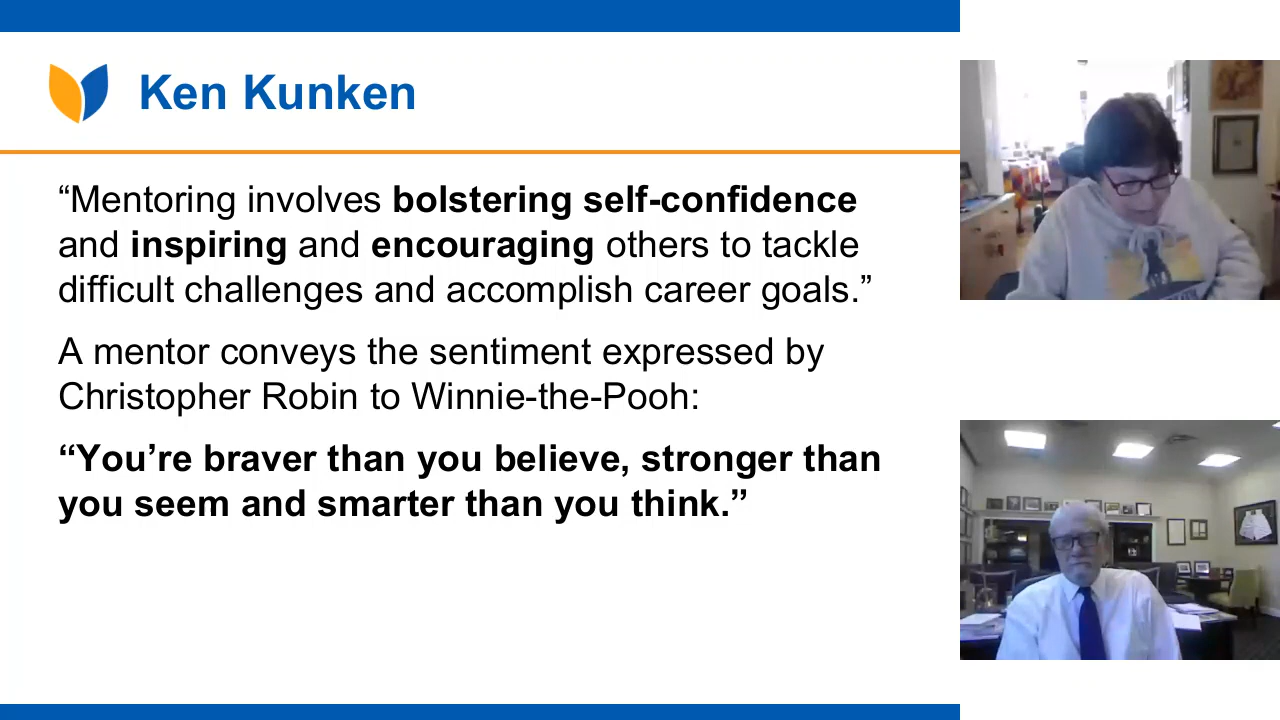 Ken Kunken
“Mentoring involves bolstering self-confidence
and inspiring and encouraging others to tackle
difficult challenges and accomplish career goals.”
A mentor conveys the sentiment expressed by
Christopher Robin to Winnie-the-Pooh:
“You’re braver than you believe, stronger than
you seem and smarter than you think.”